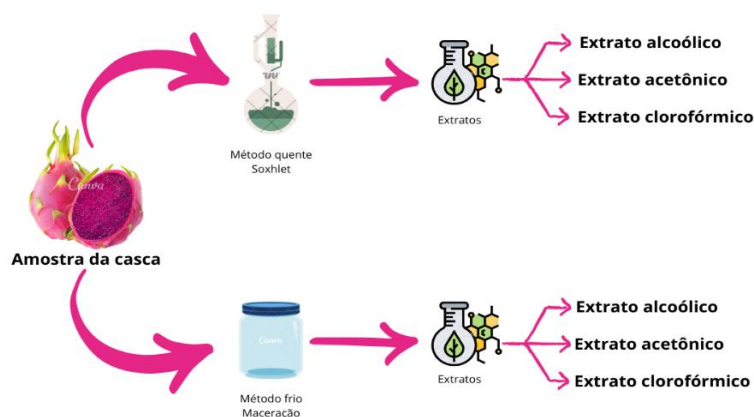 Extrato alcoólico
Extrato acetônico
Extrato clorofórmico
Extratos
Método quente
Soxhlet
Canva
Amostra da casca
Extrato alcoólico
Extrato acetônico
Extrato clorofórmico
Canva
Extratos
Método frio
Maceração